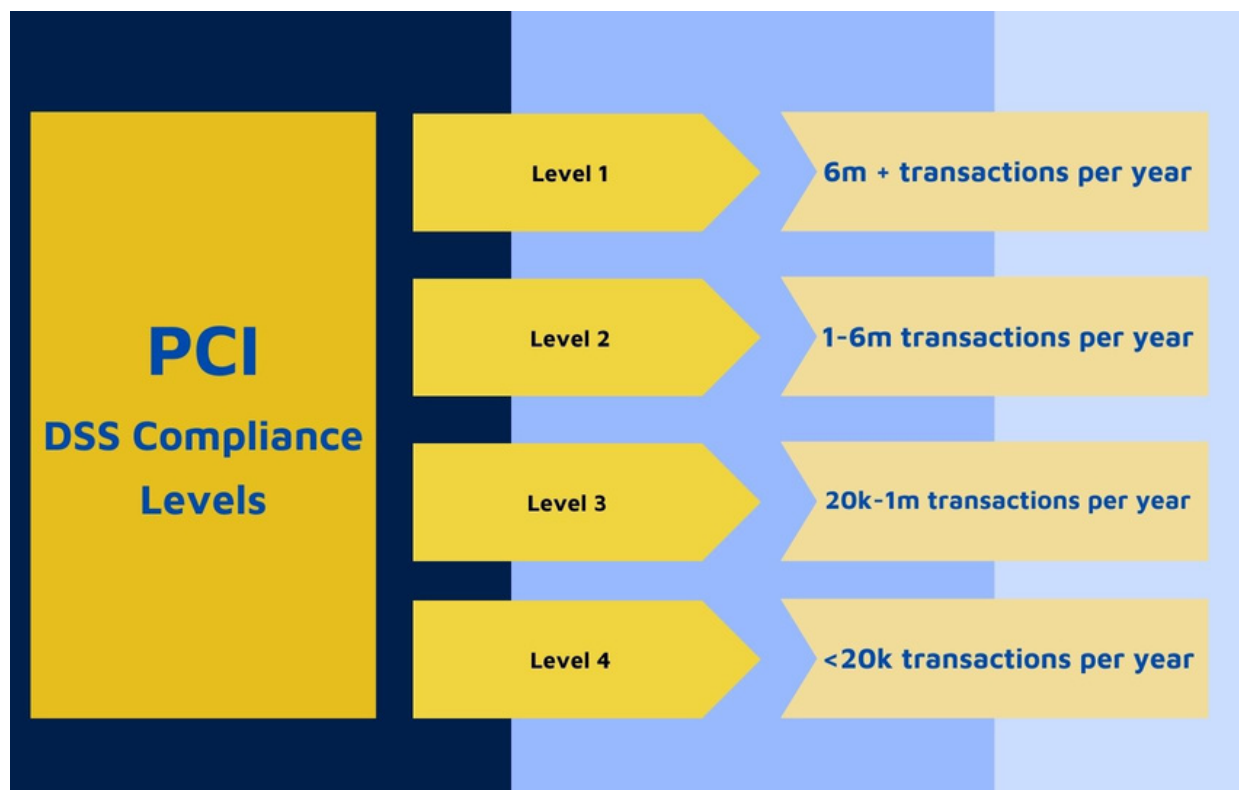 PCI
DSS Compliance
Levels
Level 1
6m + transactions per year
Level 2
1-6m transactions per year
Level 3
20k-1m transactions per year
Level 4
<20k transactions per year